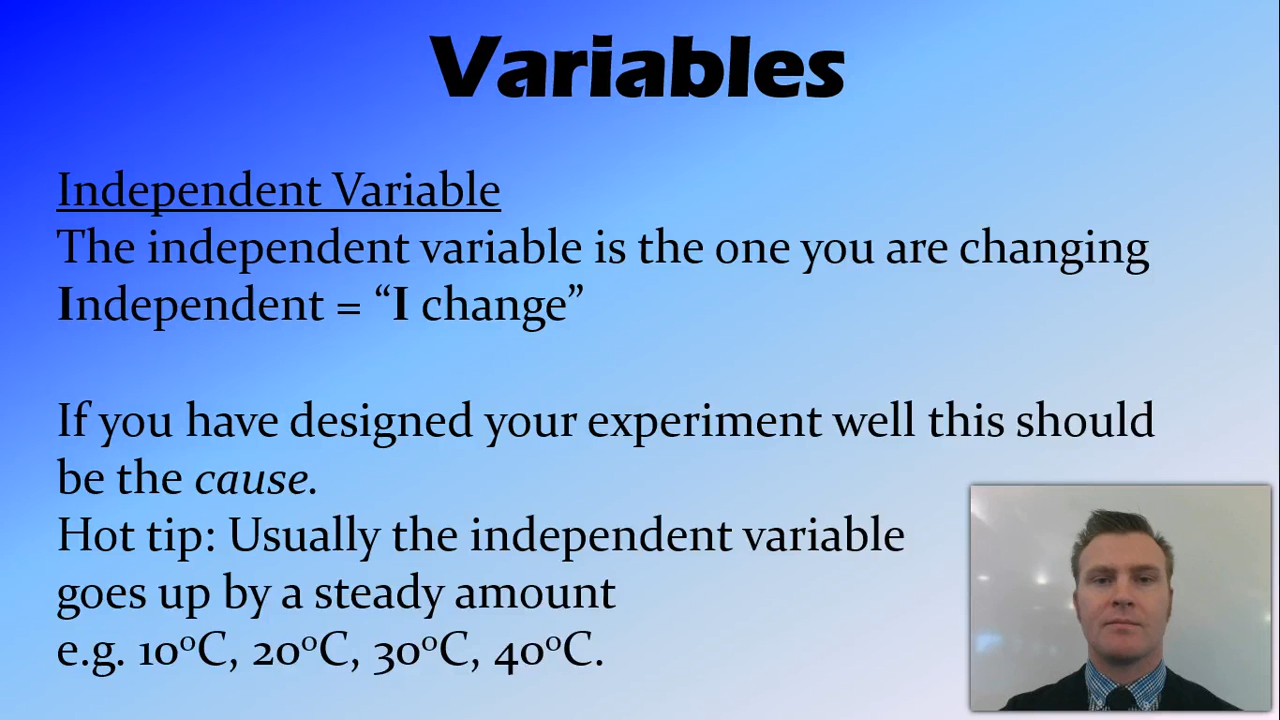 Variables
Independent Variable
The independent variable is the one you are changing
Independent = “I change”
If you have designed your experiment well this should
be the cause.
Hot tip: Usually the independent variable
goes up by a steady amount
e.g. 10ºC, 20ºC, 30ºC, 40ºC.